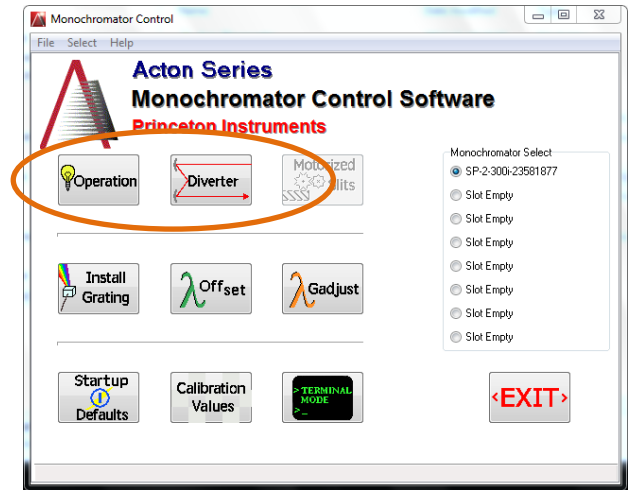 Monochromator Control
File Select Help
Acton Series
Monochromator Control Software
Princeton Instruments
Operation
Diverter
Motorized
Slits
Monochromator Select
SP-2-300i-23581877
Slot Empty
Slot Empty
Slot Empty
Slot Empty
Slot Empty
Slot Empty
Slot Empty
Install
Grating
λ Offset
λ Gadjust
Startup
Defaults
Calibration
Values
> TERMINAL
MODE
>_
<EXIT>